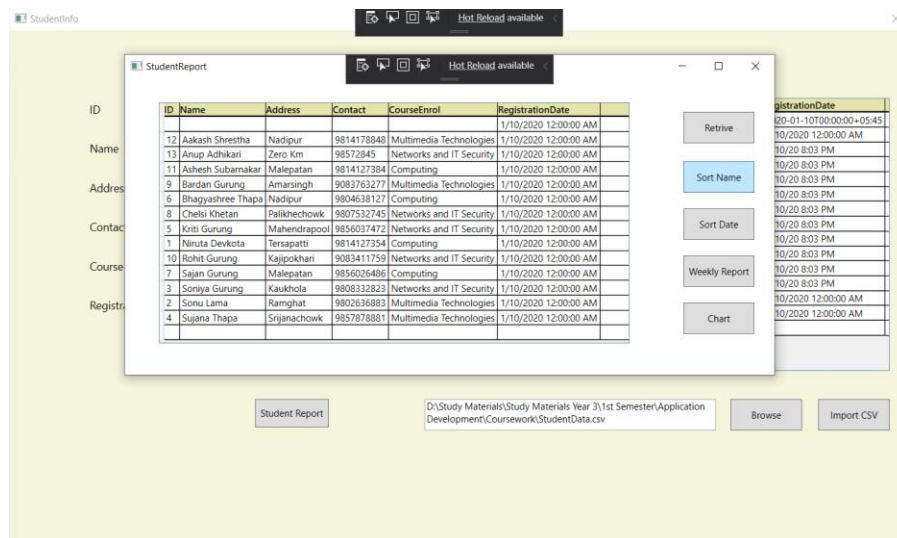 StudentInfo
Hot Reload available
StudentReport
Hot Reload available
ID
Name
Addres
Contac
Course
Registr
ID Name Address Contact CourseEnrol RegistrationDate
1/10/2020 12:00:00 AM
12 Aakash Shrestha Nadipur 9814178848 Multimedia Technologies 1/10/2020 12:00:00 AM
13 Anup Adhikari Zero Km 98572845 Networks and IT Security 1/10/2020 12:00:00 AM
11 Ashesh Subarnakar Malepatan 9814127384 Computing 1/10/2020 12:00:00 AM
9 Bardan Gurung Amarsingh 9083763277 Multimedia Technologies 1/10/2020 12:00:00 AM
6 Bhagyashree Thapa Nadipur 9804638127 Computing 1/10/2020 12:00:00 AM
8 Chelsi Khetan Palikhechowk 9807532745 Networks and IT Security 1/10/2020 12:00:00 AM
5 Kriti Gurung Mahendrapool 9856037472 Networks and IT Security 1/10/2020 12:00:00 AM
1 Niruta Devkota Tersapatti 9814127354 Computing 1/10/2020 12:00:00 AM
10 Rohit Gurung Kajipokhari 9083411759 Networks and IT Security 1/10/2020 12:00:00 AM
7 Sajan Gurung Malepatan 9856026486 Computing 1/10/2020 12:00:00 AM
3 Soniya Gurung Kaukhola 9808332823 Networks and IT Security 1/10/2020 12:00:00 AM
2 Sonu Lama Ramghat 9802636883 Multimedia Technologies 1/10/2020 12:00:00 AM
4 Sujana Thapa Srijanachowk 9857878881 Multimedia Technologies 1/10/2020 12:00:00 AM
Retrive
Sort Name
Sort Date
Weekly Report
Chart
gistrationDate
20-01-10T00:00:00+05:45
10/2020 12:00:00 AM
10/20 8:03 PM
10/20 8:03 PM
10/20 8:03 PM
10/20 8:03 PM
10/20 8:03 PM
10/20 8:03 PM
10/20 8:03 PM
10/20 8:03 PM
10/20 8:03 PM
10/20 8:03 PM
10/2020 12:00:00 AM
10/2020 12:00:00 AM
Student Report
D:\Study Materials\Study Materials Year 3\1st Semester\Application
Development\Coursework\StudentData.csv
Browse
Import CSV